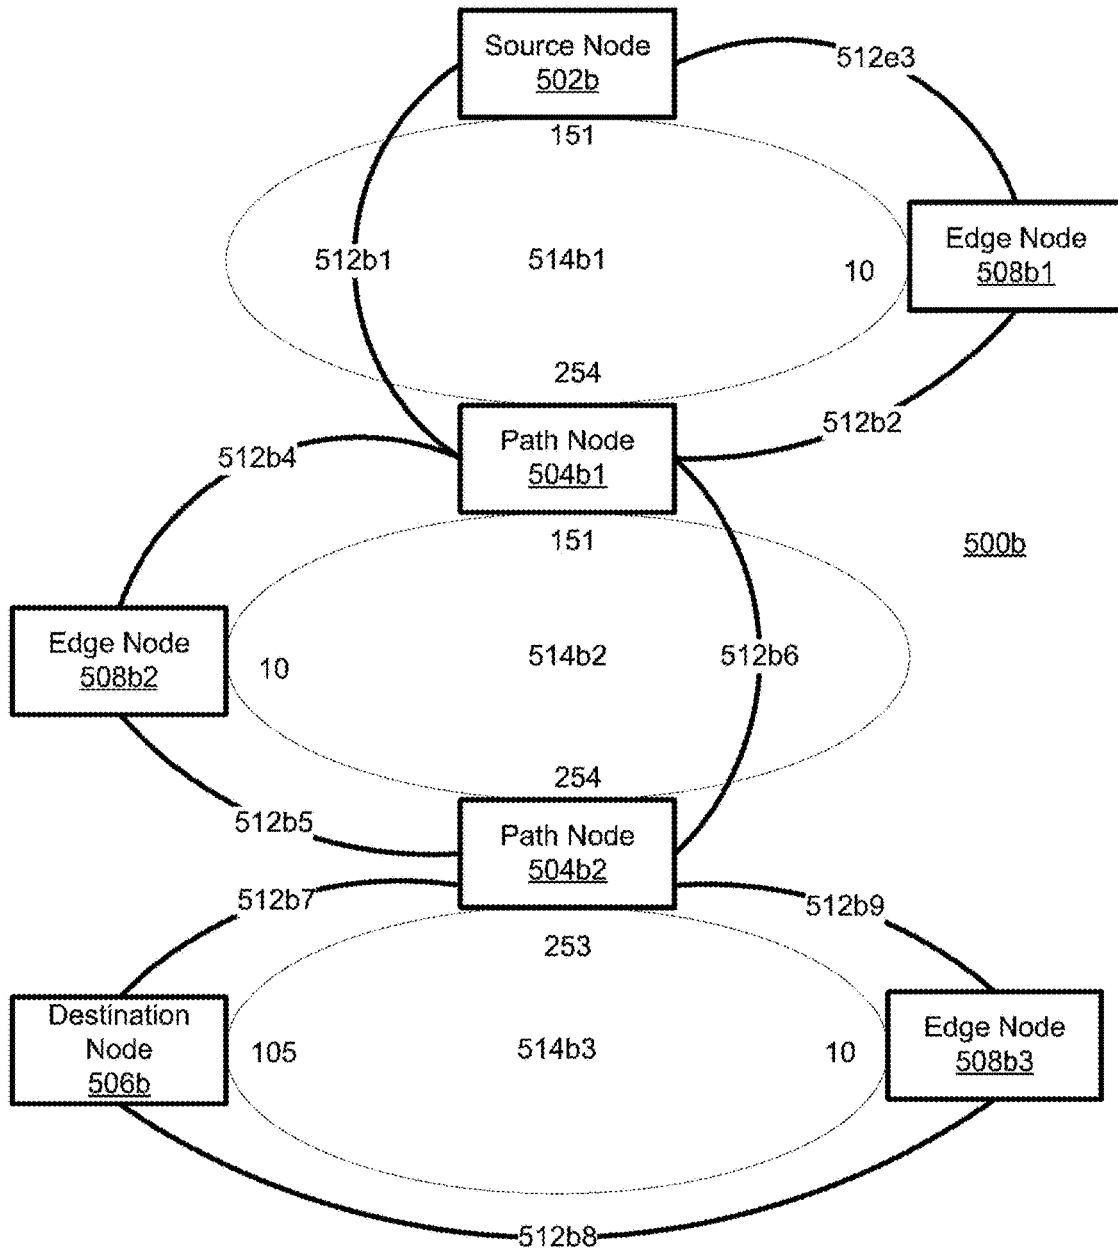 Source Node
502b
512e3
151
512b1
514b1
10
Edge Node
508b1
254
512b2
Path Node
504b1
512b4
151
500b
Edge Node
508b2
10
514b2
512b6
254
512b5
Path Node
504b2
512b7
512b9
253
Destination
Node
506b
105
514b3
10
Edge Node
508b3
512b8